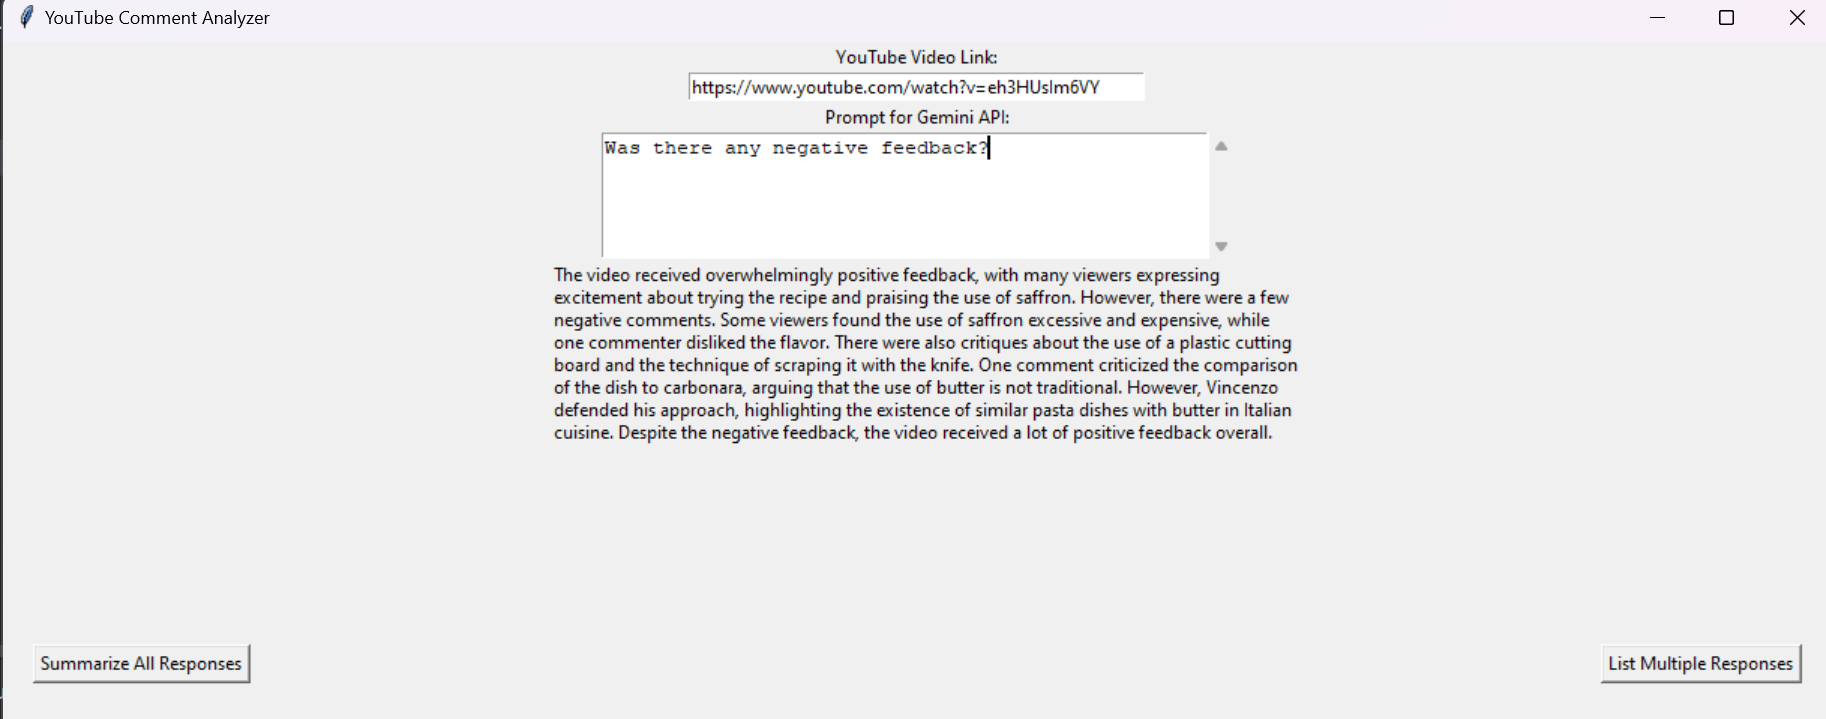 YouTube Comment Analyzer
YouTube Video Link:
https://www.youtube.com/watch?v=eh3HUslm6VY
Prompt for Gemini API:
Was there any negative feedback?
The video received overwhelmingly positive feedback, with many viewers expressing
excitement about trying the recipe and praising the use of saffron. However, there were a few
negative comments. Some viewers found the use of saffron excessive and expensive, while
one commenter disliked the flavor. There were also critiques about the use of a plastic cutting
board and the technique of scraping it with the knife. One comment criticized the comparison
of the dish to carbonara, arguing that the use of butter is not traditional. However, Vincenzo
defended his approach, highlighting the existence of similar pasta dishes with butter in Italian
cuisine. Despite the negative feedback, the video received a lot of positive feedback overall.
Summarize All Responses
List Multiple Responses